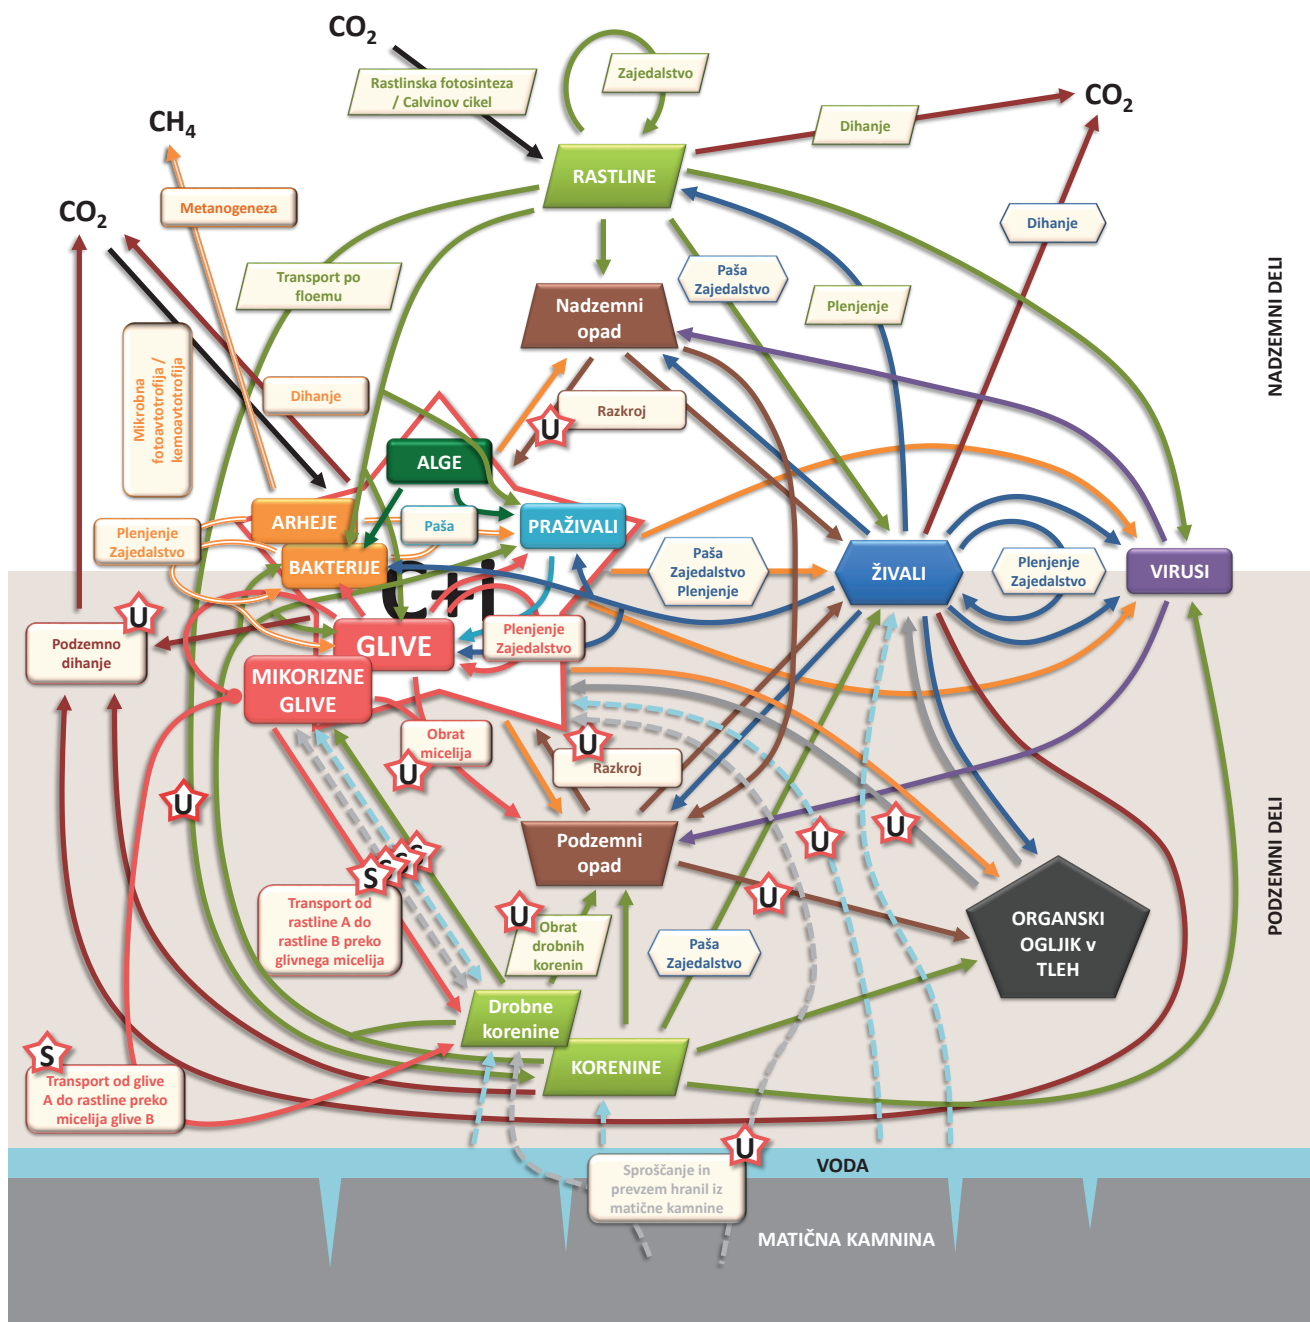 CO2
Rastlinska fotosinteza
/ Calvinov cikel
Zajedalstvo
CO2
Dihanje
CH4
RASTLINE
Metanogeneza
CO2
Dihanje
Transport po
floemu
Paša
Zajedalstvo
Plenjenje
Nadzemni
opad
NADZEMNI DELI
Mikrobna
fotoavtotrofija /
kemoavtotrofija
Dihanje
Razkroj
U
ALGE
ARHEJE
Paša
PRAŽIVALI
Plenjenje
Zajedalstvo
BAKTERIJE
Paša
Zajedalstvo
Plenjenje
ŽIVALI
Plenjenje
Zajedalstvo
VIRUSI
U
Podzemno
dihanje
GLIVE
Plenjenje
Zajedalstvo
MIKORIZNE
GLIVE
Obrat
micelija
U
U
Razkroj
U
U
U
Podzemni
opad
PODZEMNI DELI
S
S
S
S
Transport od
rastline A do
rastline B preko
glivnega micelija
U
U
Obrat
drobnih
korenin
Paša
Zajedalstvo
ORGANSKI
OGLJIK v
TLEH
Drobne
korenine
KORENINE
S
Transport od glive
A do rastline preko
micelija glive B
U
VODA
Sproščanje in
prevzem hranil iz
matične kamnine
MATIČNA KAMNINA